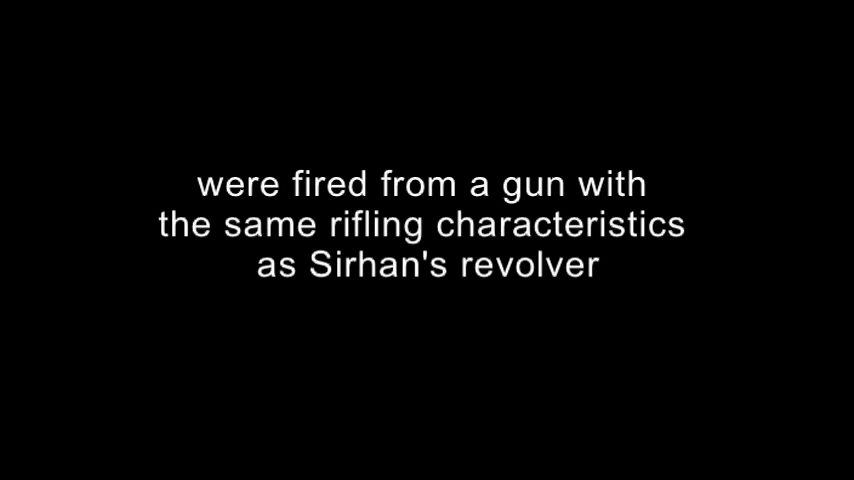 were fired from a gun with
the same rifling characteristics
as Sirhan's revolver